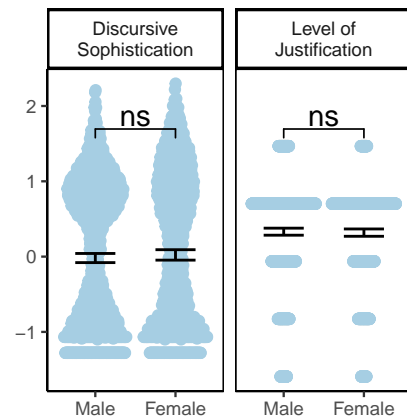 Discursive
Sophistication
Level of
Justification
2
1
0
−1
ns
ns
Male
Female
Male
Female